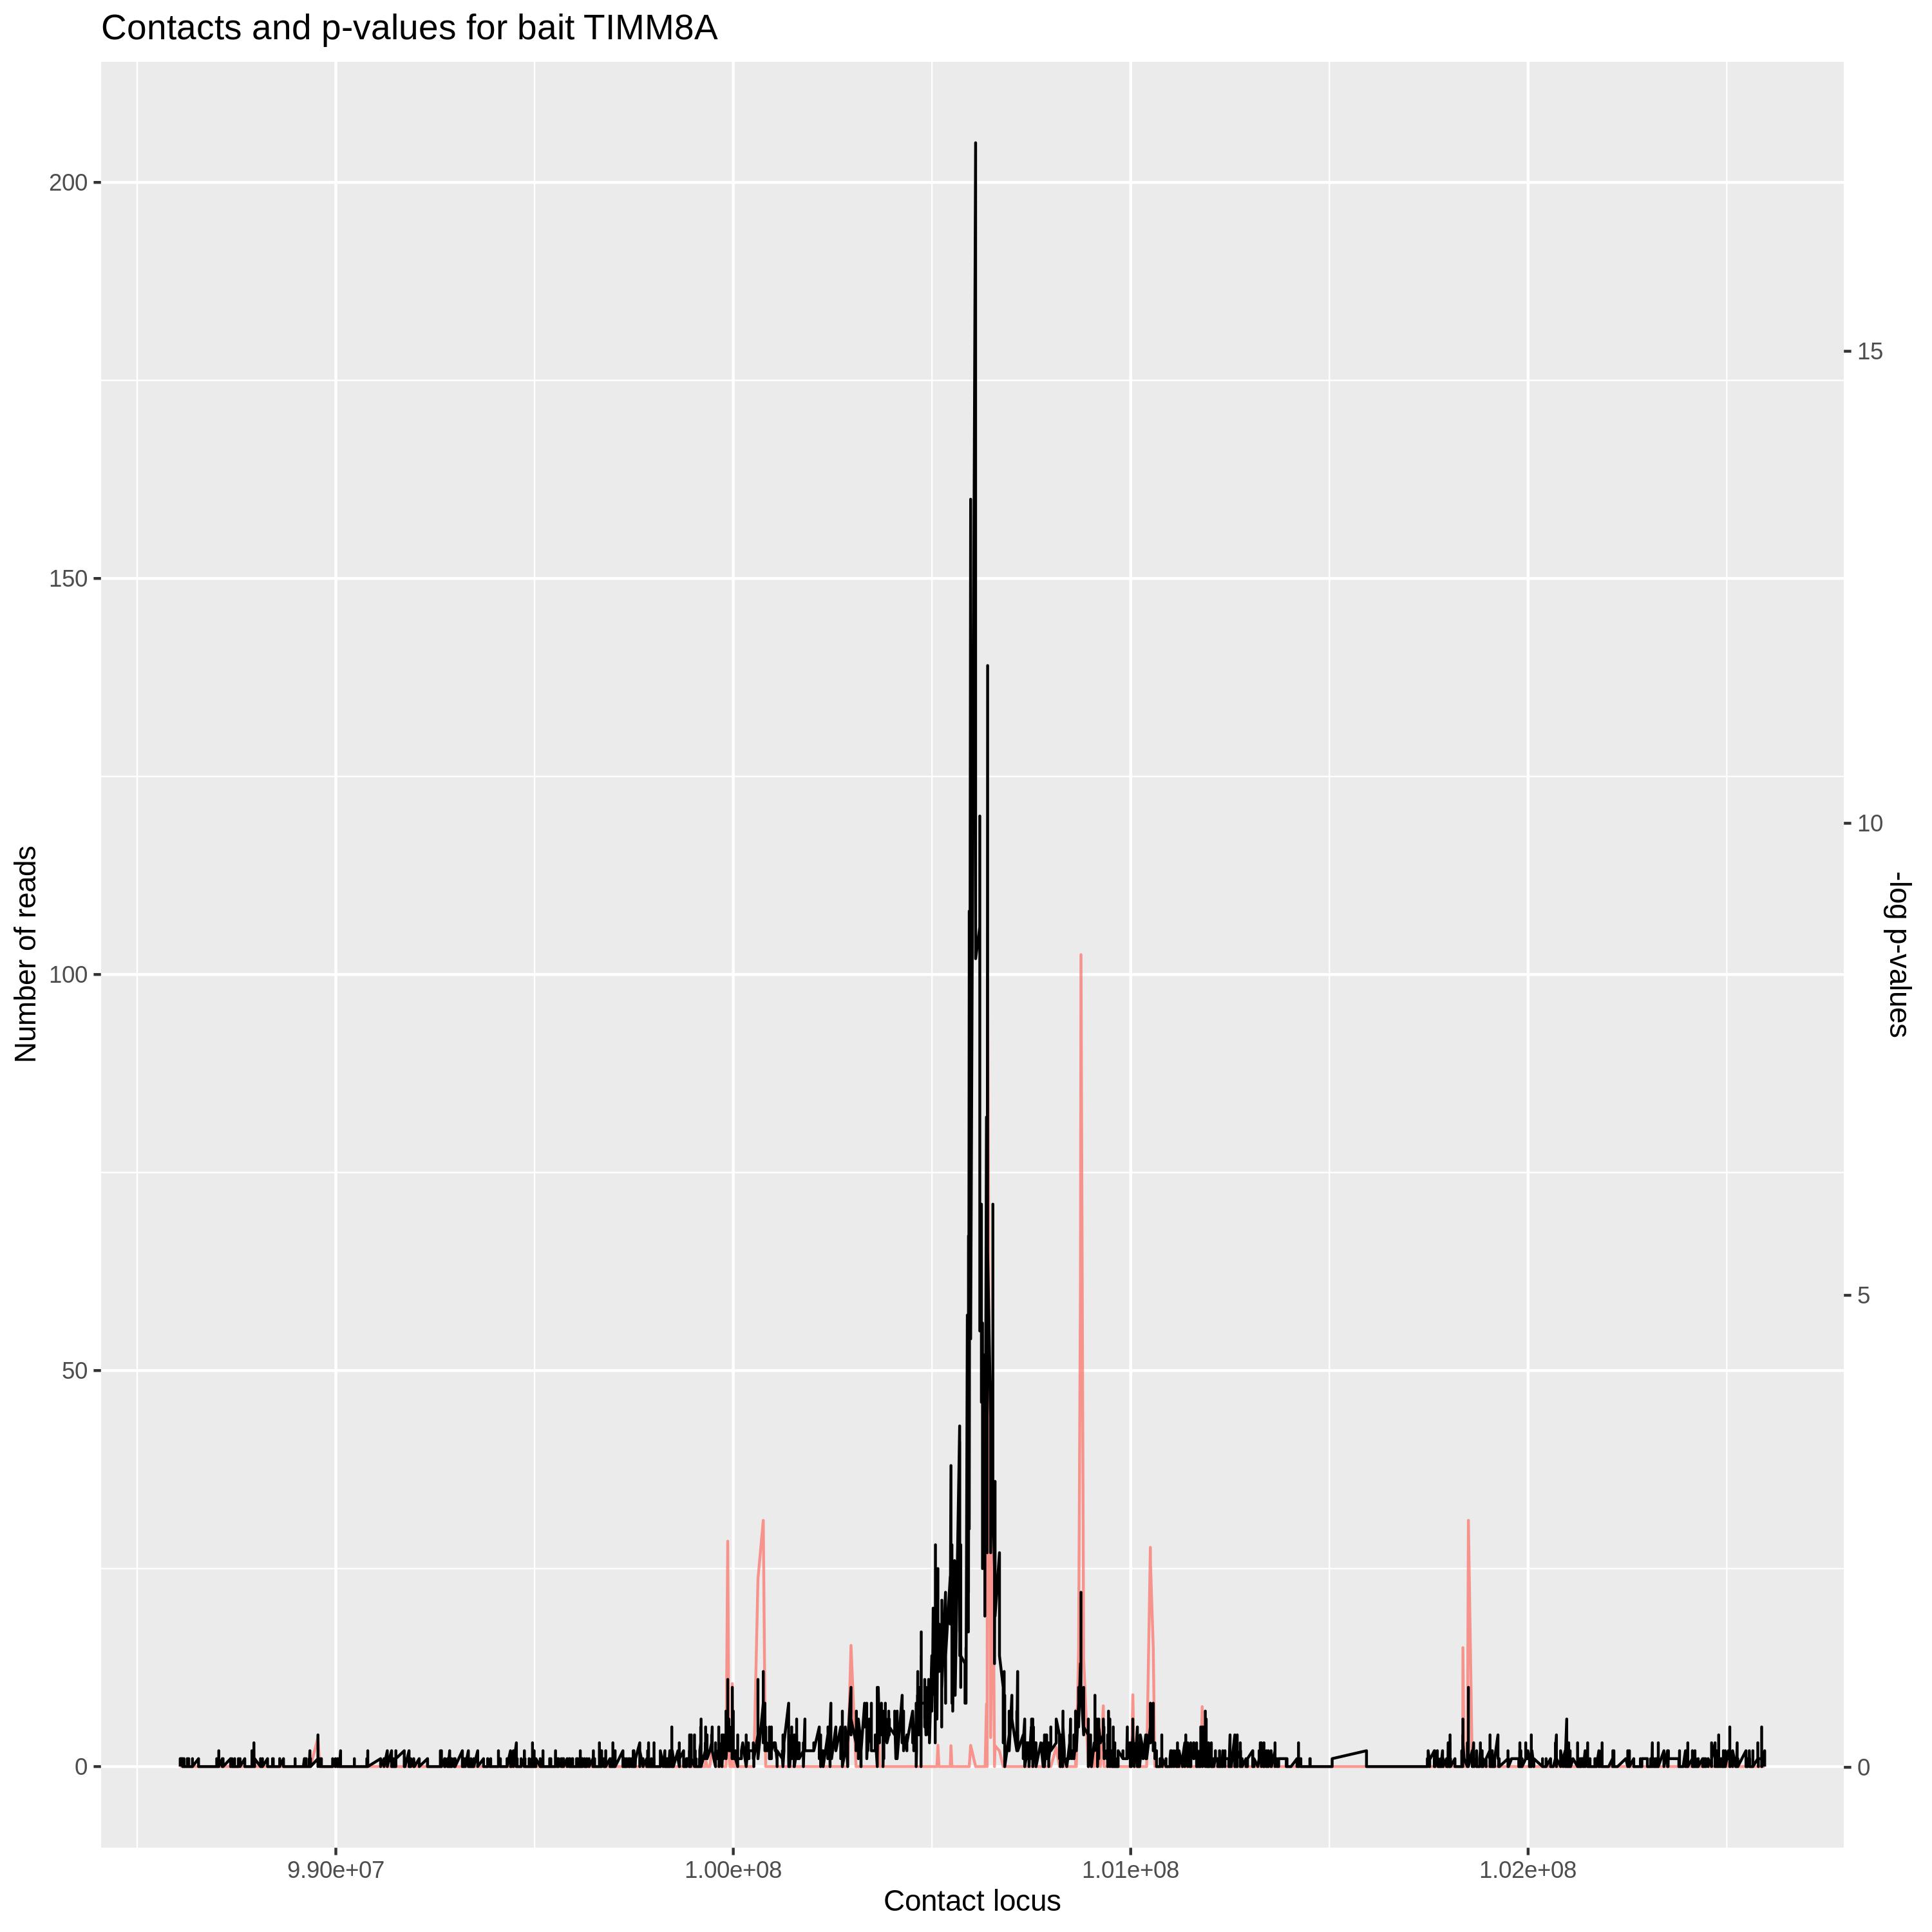 Contacts and p-values for bait TIMM8A
200
150
100
50
0
15
10
5
0
Number of reads
-log p-values
9.90e+07
1.00e+08
1.01e+08
1.02e+08
Contact locus